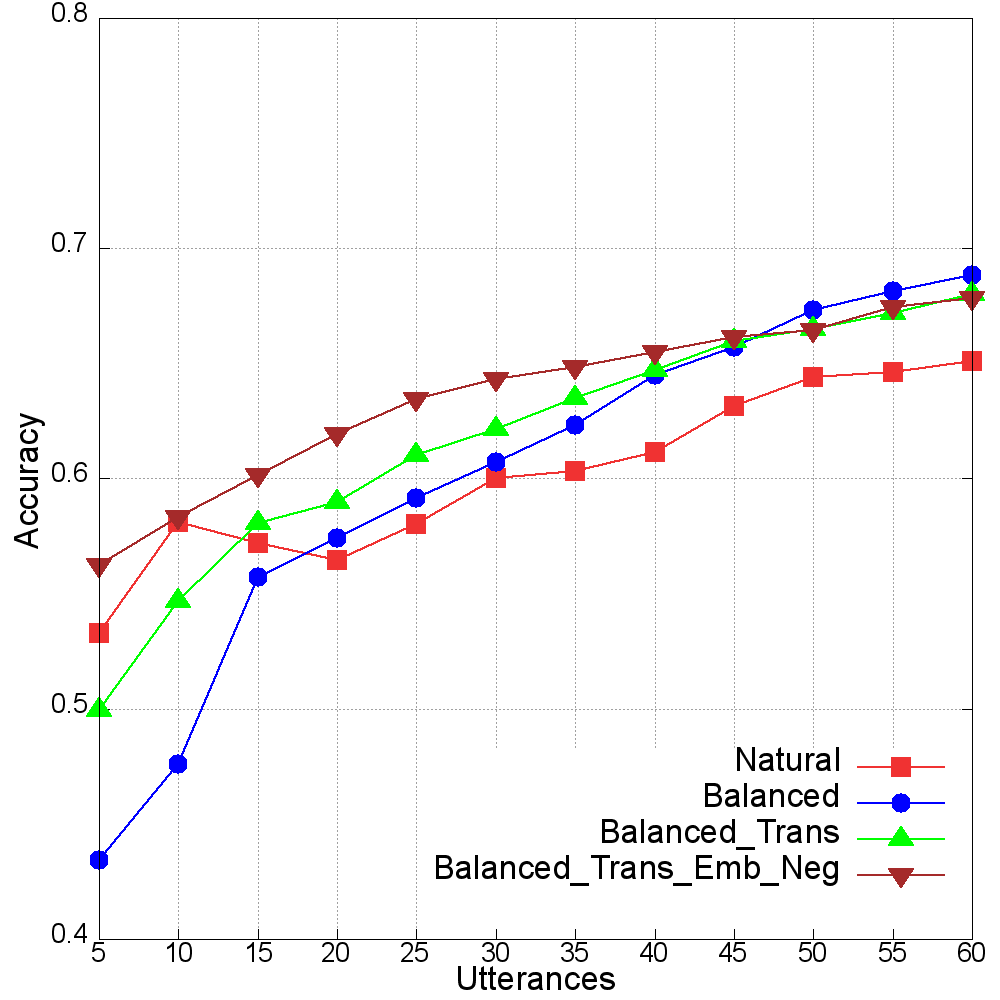 0.8
0.7
0.6
0.5
0.4
Accuracy
Natural
Balanced
Balanced_Trans
Balanced_Trans_Emb_Neg
5 10 15 20 25 30 35 40 45 50 55 60
Utterances